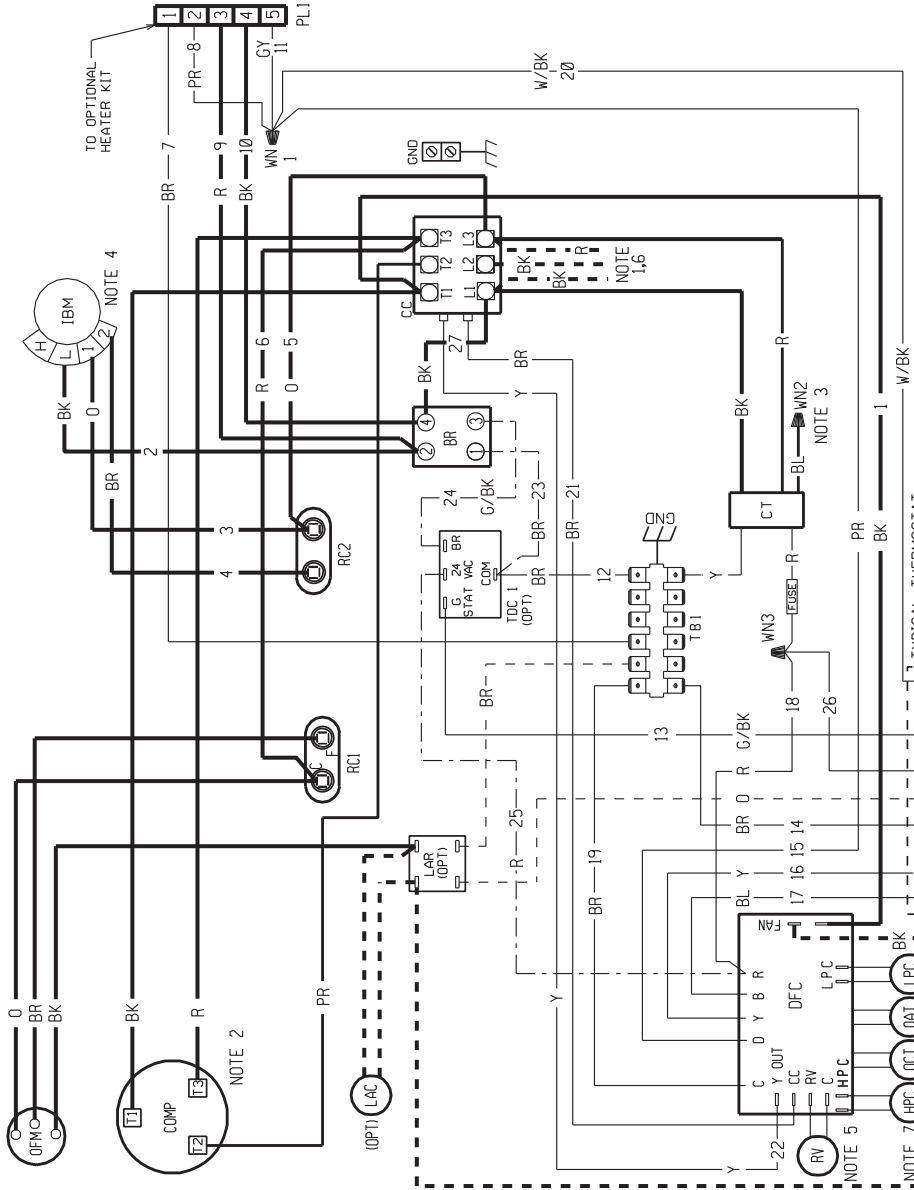 1
2
3
4
5
PL1
TO OPTIONAL
HEATER KIT
BR 7
PR 8
R 9
BK 10
GY
11
WN
1
W/BK
20
IBM
H
L
1
2
NOTE 4
BK
O
BR
2
3
4
GND
T3
T2
T1
CC
L3
L2
L1
BK
BK
R
NOTE
1,6
R 6
O 5
BK
27
BR
Y
4
2
BR
3
1
RC2
24
G/BK
BR 23
BR 21
G
STAT
24
VAC
BR
COM
TDC 1
(OPT)
BR 12
GND
TB1
Y
CT
BK
R
BL
WN2
NOTE 3
R
FUSE
WN3
18
26
PR
BK
1
W/BK
C
F
RC1
BR
13
G/BK
R
O
BR 14
15
Y 16
BL 17
R 25
BR 19
LAR
(OPT)
O
BR
BK
OFM
BK
R
PR
T1
T3
T2
COMP
NOTE 2
LAC
(OPT)
Y
FAN
BK
DFC
R
B
Y
D
C
Y OUT
CC
RV
C
HPC
LPC
22
Y
RV
NOTE 5
HPC
OCT
OAT
LPC
NOTE 7
TYPICAL THERMOSTAT